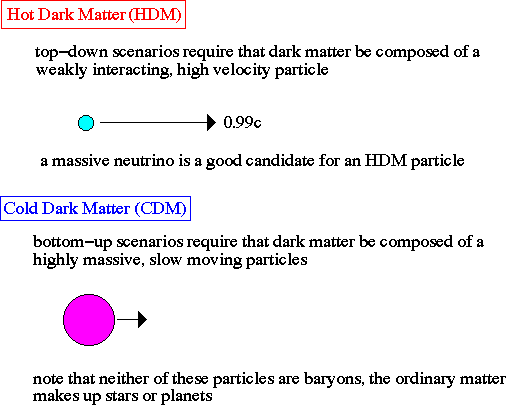 Hot Dark Matter (HDM)
top-down scenarios require that dark matter be composed of a
weakly interacting, high velocity particle
0.99c
a massive neutrino is a good candidate for an HDM particle
Cold Dark Matter (CDM)
bottom-up scenarios require that dark matter be composed of a
highly massive, slow moving particles
note that neither of these particles are baryons, the ordinary matter
makes up stars or planets